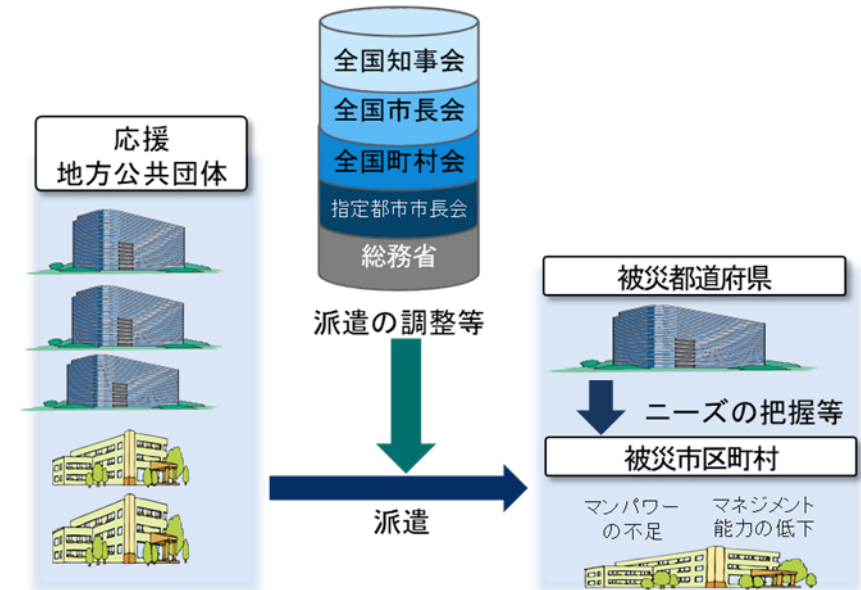 応援
地方公共団体
全国知事会
全国市長会
全国町村会
指定都市市長会
総務省
派遣の調整等
派遣
被災都道府県
ニーズの把握等
被災市区町村
マンパワー
の不足
マネジメント
能力の低下